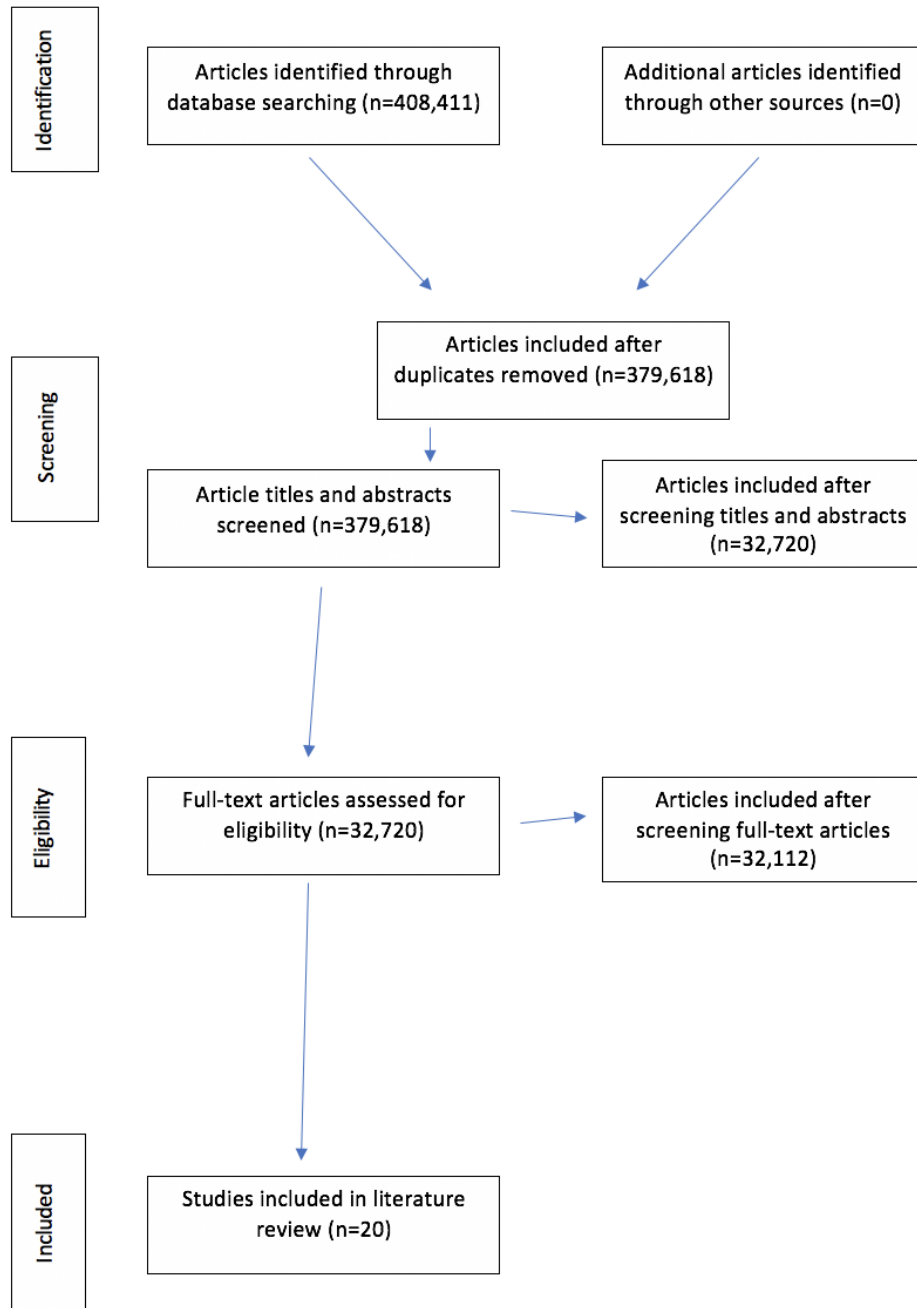 Identification
Articles identified through
database searching (n=408,411)
Additional articles identified
through other sources (n=0)
Screening
Articles included after
duplicates removed (n=379,618)
Article titles and abstracts
screened (n=379,618)
Articles included after
screening titles and abstracts
(n=32,720)
Eligibility
Full-text articles assessed for
eligibility (n=32,720)
Articles included after
screening full-text articles
(n=32,112)
Included
Studies included in literature
review (n=20)